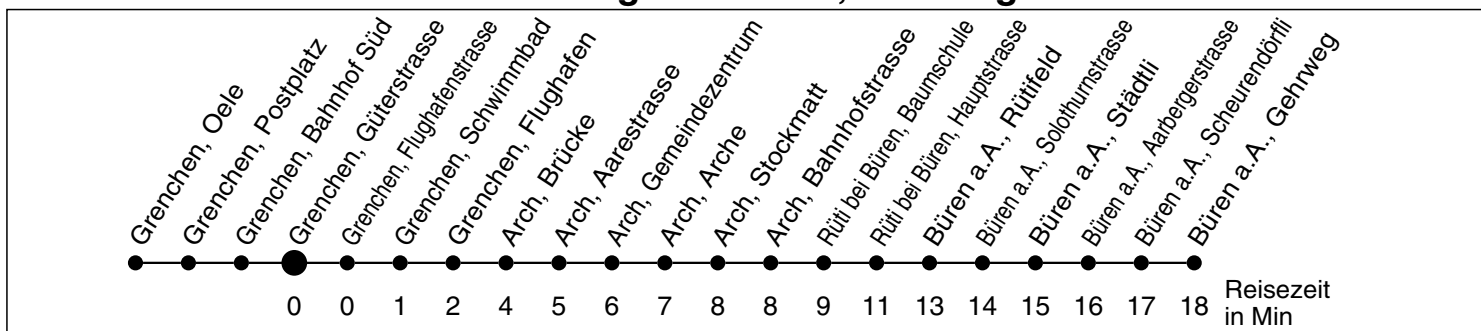 Grenchen, Oele
Grenchen, Postplatz
Grenchen, Bahnhof Süd
Grenchen, Güterstrasse
Grenchen, Flughafenstrasse
Grenchen, Schwimmbad
Grenchen, Flughafen
Arch, Brücke
Arch, Aarestrasse
Arch, Gemeindezentrum
Arch, Arche
Arch, Stockmatt
Arch, Bahnhofstrasse
Rüti bei Büren, Baumschule
Rüti bei Büren, Hauptstrasse
Büren a.A., Rütifeld
Büren a.A., Solothurnstrasse
Büren a.A., Städtli
Büren a.A., Aarbergerstrasse
Büren a.A., Scheurendörfli
Büren a.A., Gehrweg
0 0 1 2 4 5 6 7 8 8 9 11 13 14 15 16 17 18 Reisezeit
in Min